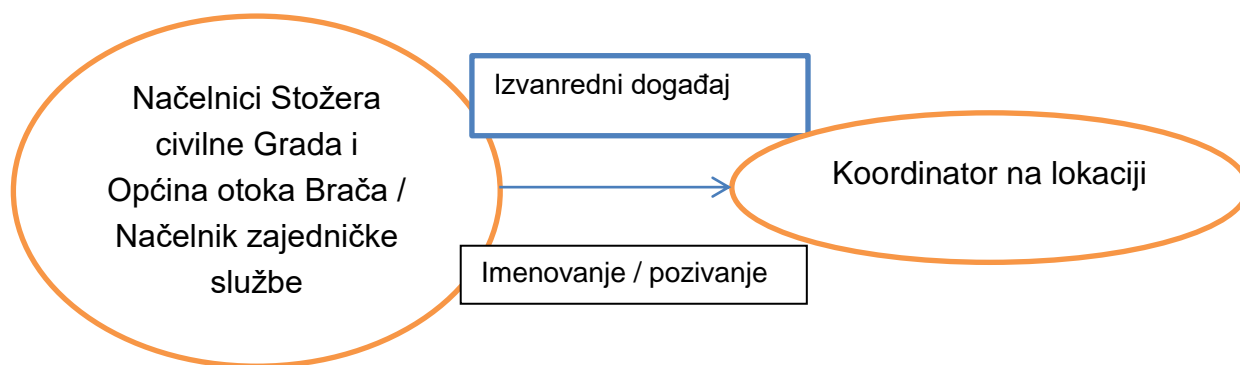 Načelnici Stožera
civilne Grada i
Općina otoka Brača /
Načelnik zajedničke
službe
Izvanredni događaj
Imenovanje / pozivanje
Koordinator na lokaciji